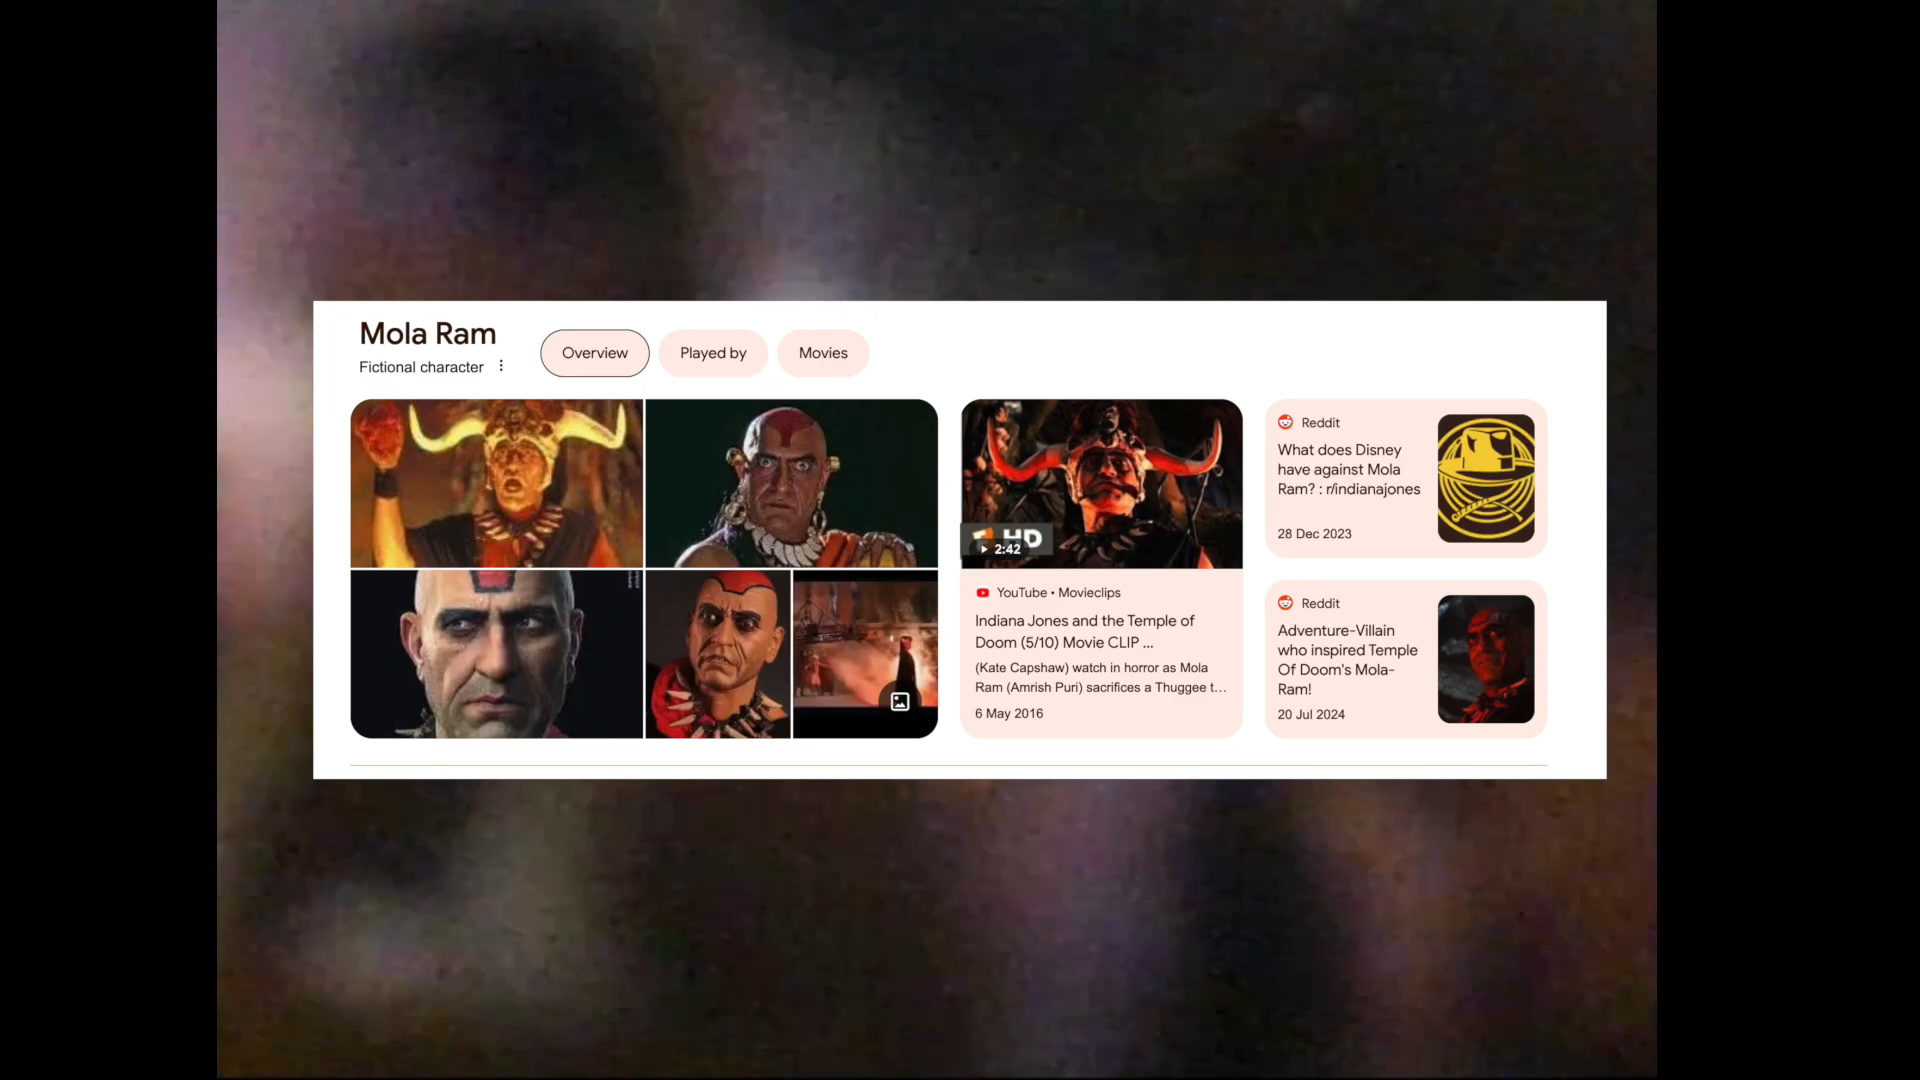 Mola Ram
Fictional character
Overview
Played by
Movies
HD
2:42
YouTube • Movieclips
Indiana Jones and the Temple of
Doom (5/10) Movie CLIP ...
(Kate Capshaw) watch in horror as Mola
Ram (Amrish Puri) sacrifices a Thuggee t...
6 May 2016
Reddit
What does Disney
have against Mola
Ram? : r/indianajones
28 Dec 2023
Reddit
Adventure-Villain
who inspired Temple
Of Doom's Mola-
Ram!
20 Jul 2024